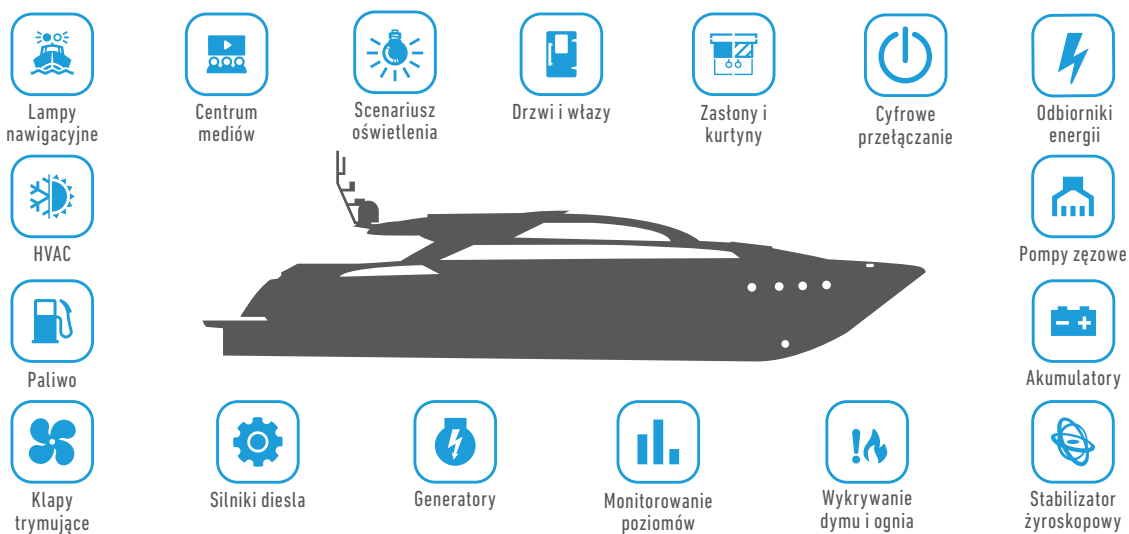 Lampy
nawigacyjne
Centrum
mediów
Scenariusz
oświetlenia
Drzwi i włazy
Zasłony i
kurtyny
Cyfrowe
przełączanie
Odbiorniki
energii
HVAC
Pompy zęzowe
Paliwo
Akumulatory
Klapy
trymujące
Silniki diesla
Generatory
Monitorowanie
poziomów
Wykrywanie
dymu i ognia
Stabilizator
żyroskopowy